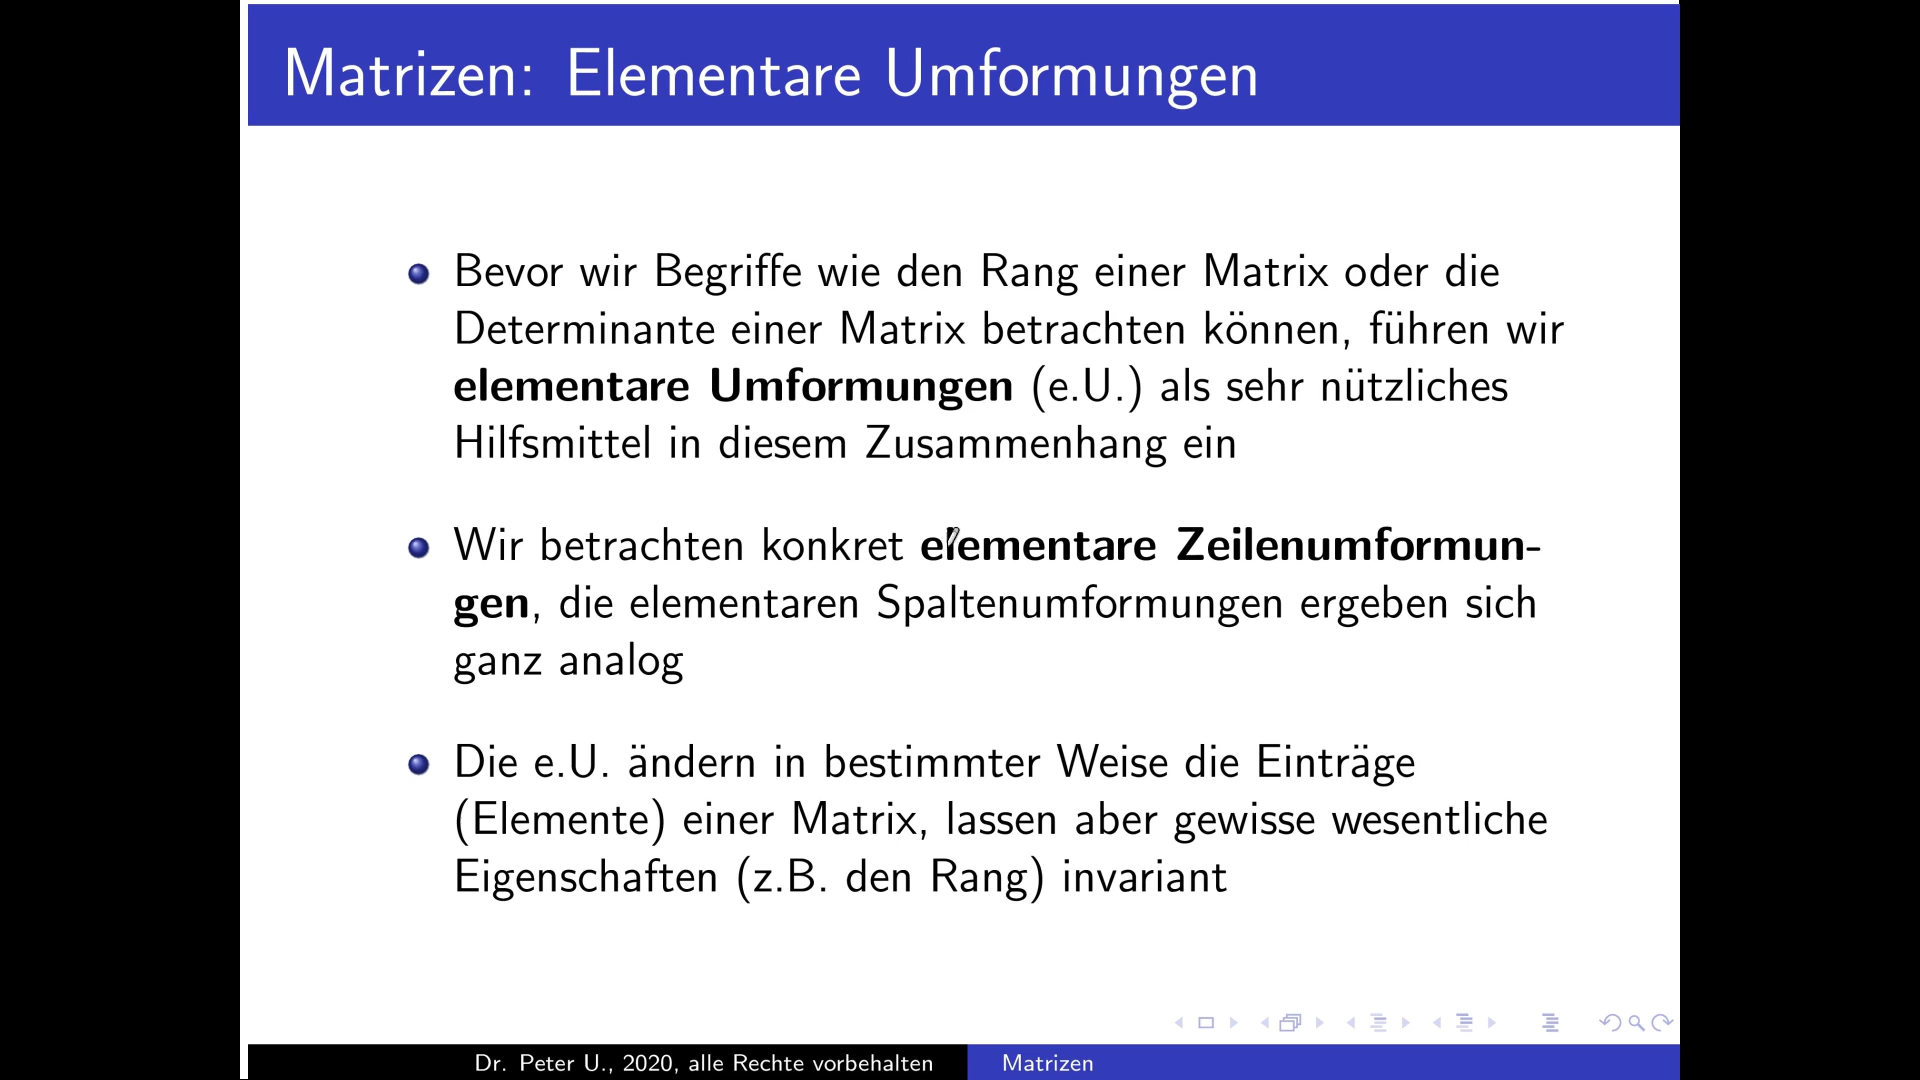 Matrizen: Elementare Umformungen
Bevor wir Begriffe wie den Rang einer Matrix oder die
Determinante einer Matrix betrachten können, führen wir
elementare Umformungen (e.U.) als sehr nützliches
Hilfsmittel in diesem Zusammenhang ein
Wir betrachten konkret elementare Zeilenumformun-
gen, die elementaren Spaltenumformungen ergeben sich
ganz analog
Die e.U. ändern in bestimmter Weise die Einträge
(Elemente) einer Matrix, lassen aber gewisse wesentliche
Eigenschaften (z.B. den Rang) invariant
Dr. Peter U., 2020, alle Rechte vorbehalten
Matrizen